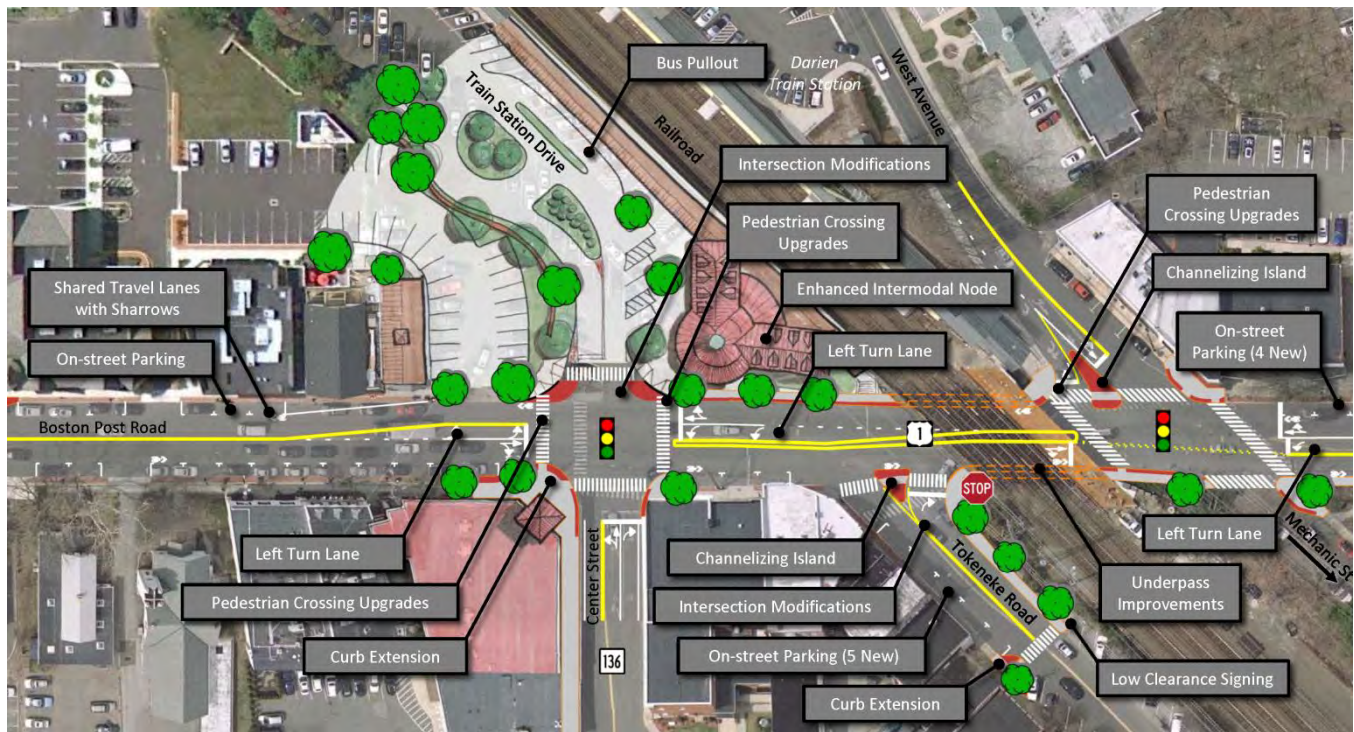 Bus Pullout
Darien
Train Station
West Avenue
Train Station Drive
Railroad
Intersection Modifications
Pedestrian Crossing
Upgrades
Pedestrian
Crossing Upgrades
Channelizing Island
Shared Travel Lanes
with Sharrows
Enhanced Intermodal Node
On-street
Parking (4 New)
On-street Parking
Left Turn Lane
Boston Post Road
1
STOP
Left Turn Lane
Channelizing Island
Left Turn Lane
Mechanic St
Pedestrian Crossing Upgrades
Center Street
Intersection Modifications
Tokeneke Road
Underpass
Improvements
Curb Extension
136
On-street Parking (5 New)
Low Clearance Signing
Curb Extension